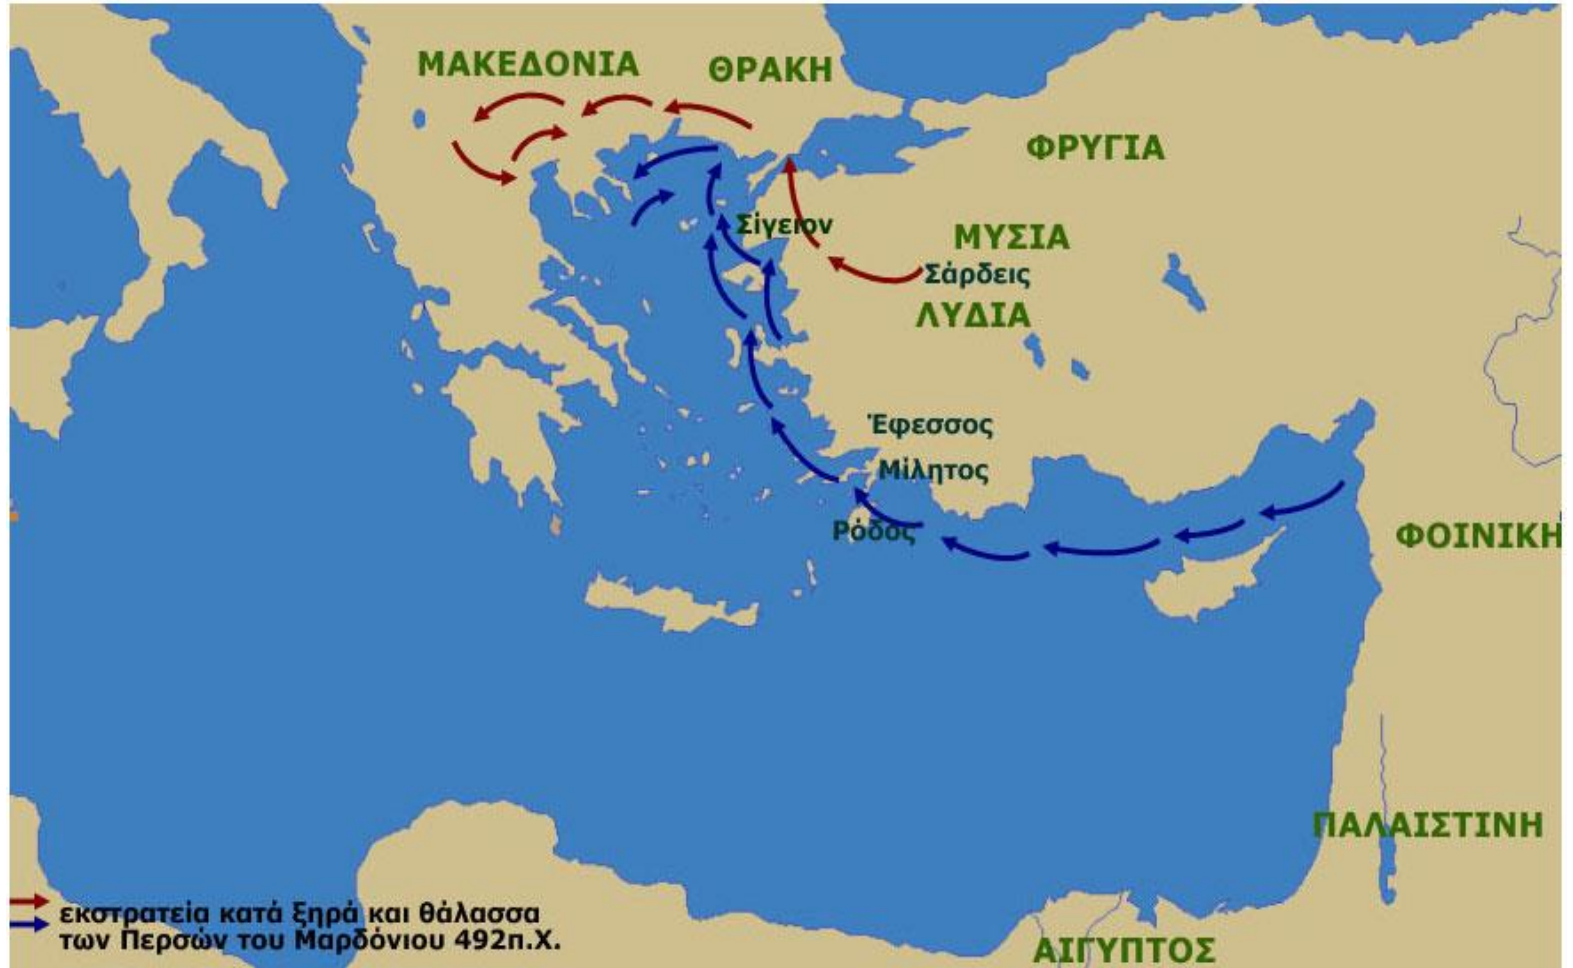 ΜΑΚΕΔΟΝΙΑ
ΘΡΑΚΗ
ΦΡΥΓΙΑ
Σίγειον
ΜΥΣΙΑ
Σάρδεις
ΛΥΔΙΑ
Έφεσσος
Μίλητος
Ρόδος
ΦΟΙΝΙΚΗ
ΠΑΛΑΙΣΤΙΝΗ
εκστρατεία κατά ξηρά και θάλασσα
των Περσών του Μαρδόνιου 492π.Χ.
ΑΙΓΥΠΤΟΣ